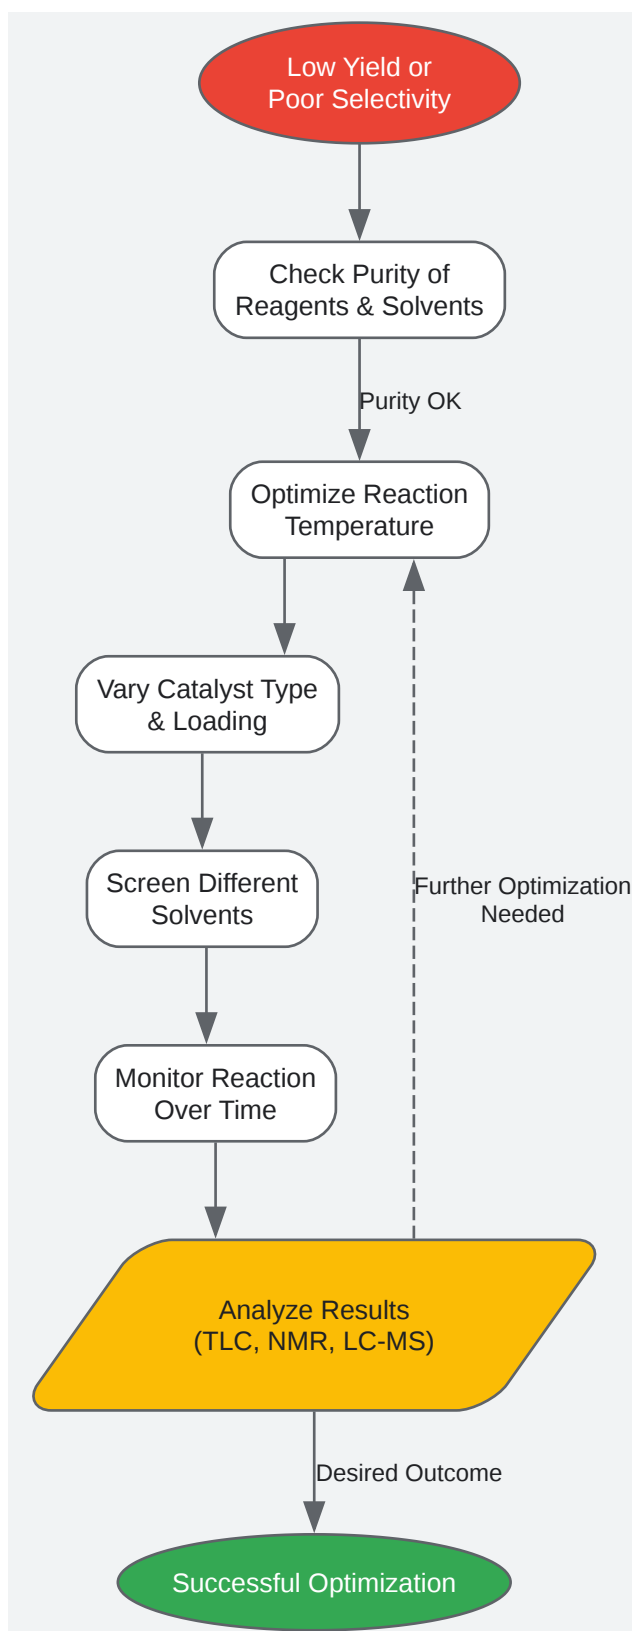 Low Yield or
Poor Selectivity
Check Purity of
Reagents & Solvents
Purity OK
Optimize Reaction
Temperature
Vary Catalyst Type
& Loading
Screen Different
Solvents
Further Optimization
Needed
Monitor Reaction
Over Time
Analyze Results
(TLC, NMR, LC-MS)
Desired Outcome
Successful Optimization